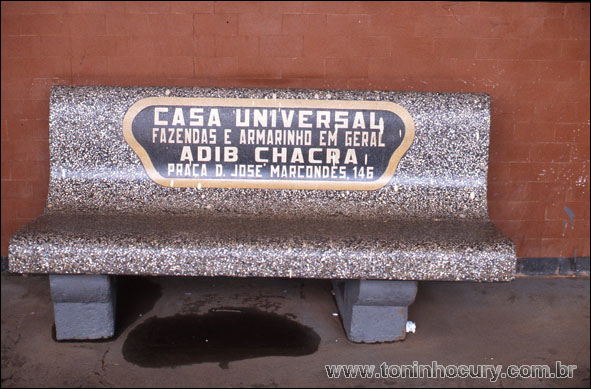 CASA UNIVERSAL
FAZENDAS E ARMARINHO EM GERAL
ADIB CHACRA
PRAÇA D. JOSÉ MARCONDES, 146
www.toninhocury.com.br